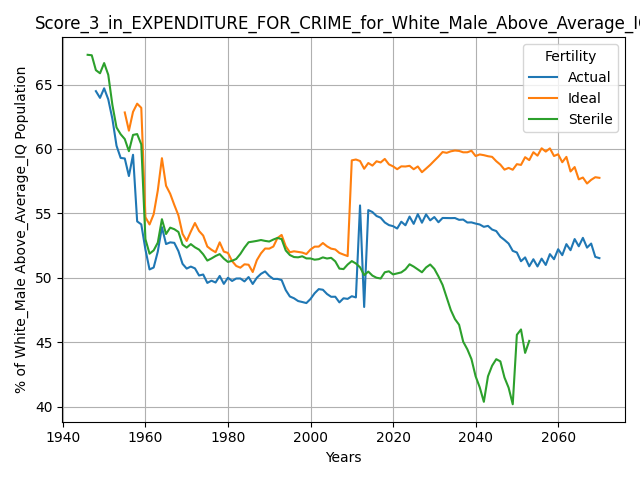 Score_3_in_EXPENDITURE_FOR_CRIME_for_White_Male_Above_Average_IQ
Fertility
Actual
Ideal
Sterile
% of White_Male Above_Average_IQ Population
65
60
55
50
45
40
1940
1960
1980
2000
2020
2040
2060
Years